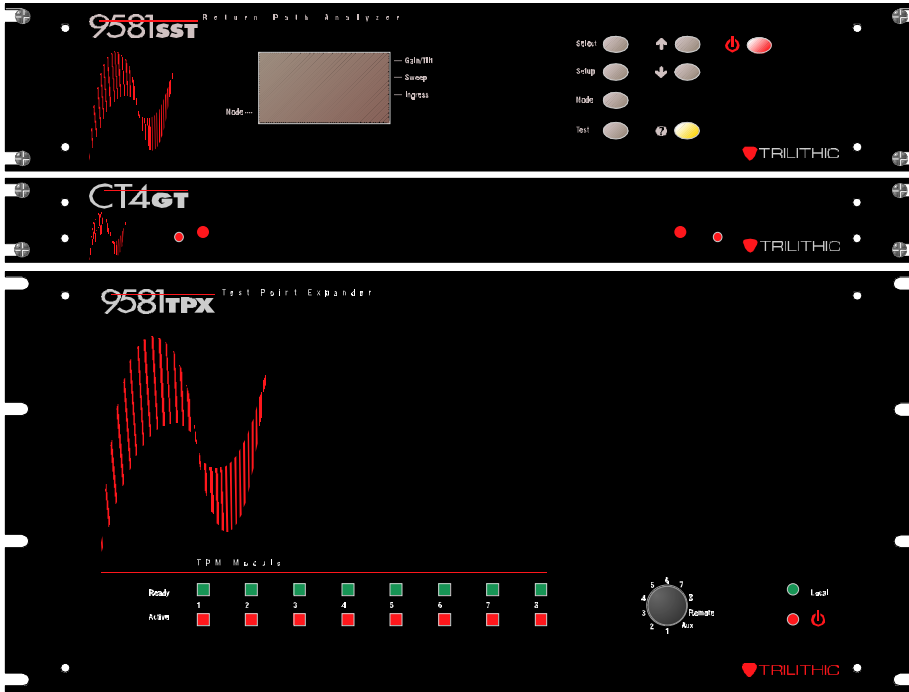 9581SST Return Path Analyzer
Select
Gain/Tilt
Setup
Sweep
Ingress
Mode
Mode
Test
?
TRILITHIC
CT4GT
TRILITHIC
9581TPX Test Point Expander
TPM Module
Ready
1 2 3 4 5 6 7 8
Active
1 2 3 4 5 6 7 8 Remote Aux
Local
TRILITHIC